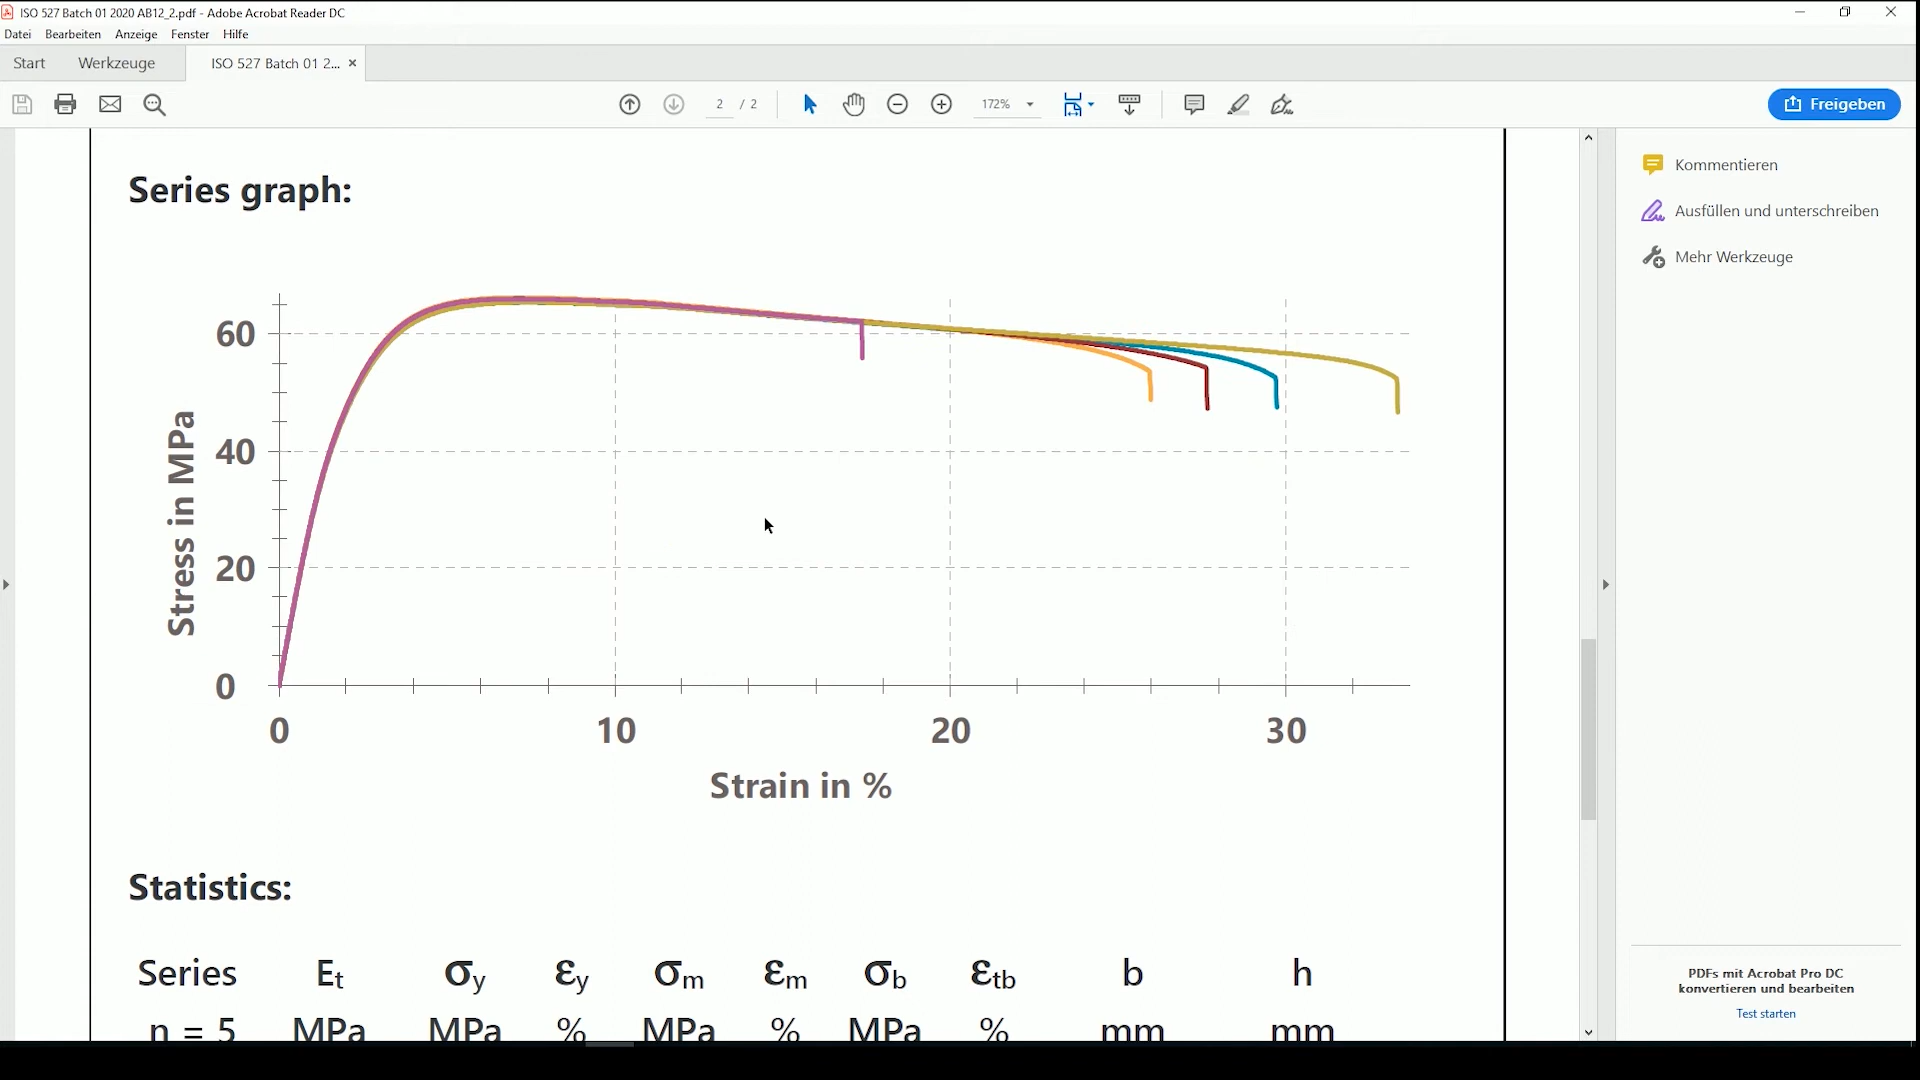 ISO 527 Batch 01 2020 AB12_2.pdf - Adobe Acrobat Reader DC
Datei Bearbeiten Anzeige Fenster Hilfe
Start Werkzeuge ISO 527 Batch 01 2...
2 / 2 172% Freigeben
Kommentieren
Ausfüllen und unterschreiben
Mehr Werkzeuge
Series graph:
Stress in MPa
60
40
20
0
0 10 20 30
Strain in %
Statistics:
Series Et σy εy σm εm σb εtb b h
n = 5 MPa MPa % MPa % MPa % mm mm
PDFs mit Acrobat Pro DC
konvertieren und bearbeiten
Test starten